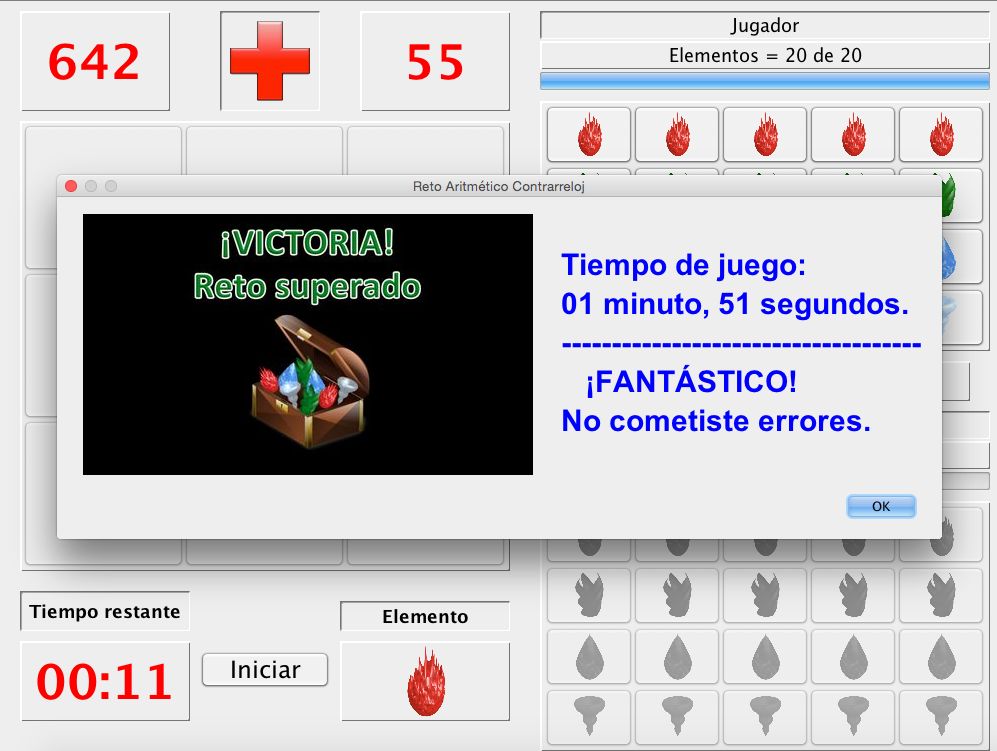 642
55
Jugador
Elementos = 20 de 20
Reto Aritmético Contrarreloj
¡VICTORIA!
Reto superado
Tiempo de juego:
01 minuto, 51 segundos.
------------------------------------
¡FANTÁSTICO!
No cometiste errores.
OK
Tiempo restante
00:11
Iniciar
Elemento